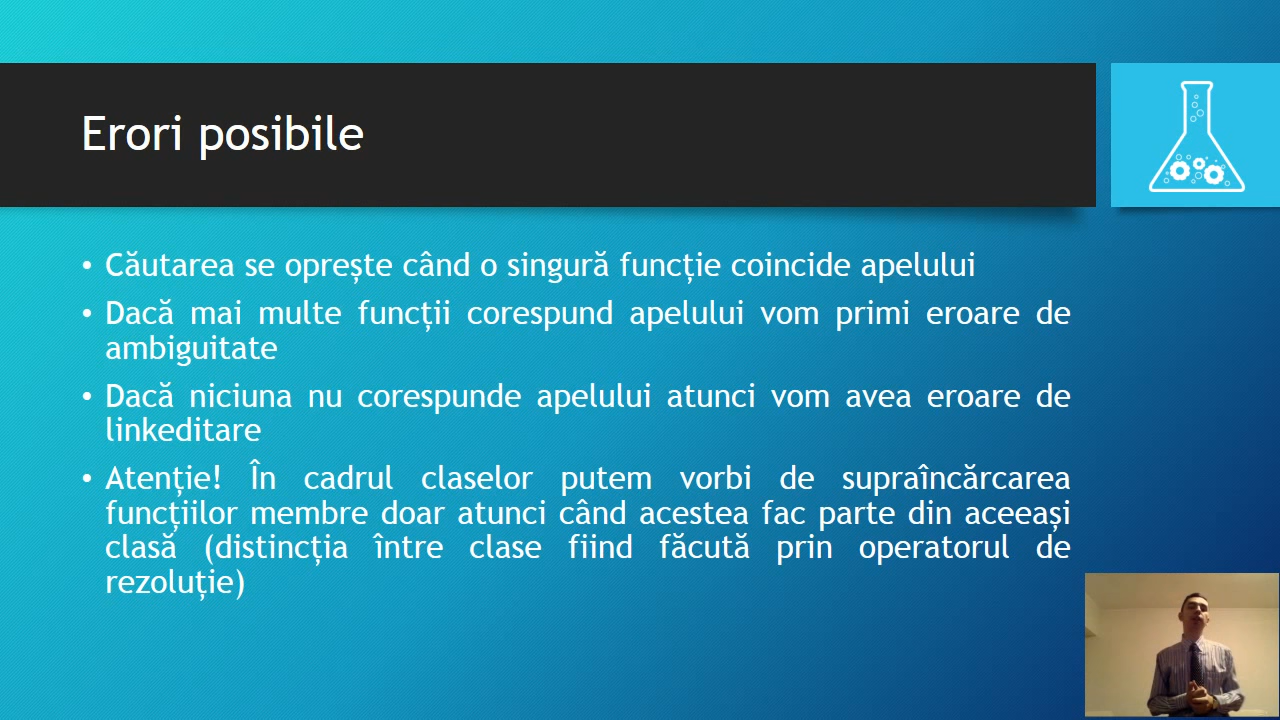 Erori posibile
• Căutarea se oprește când o singură funcție coincide apelului
• Dacă mai multe funcții corespund apelului vom primi eroare de
ambiguitate
• Dacă niciuna nu corespunde apelului atunci vom avea eroare de
linkeditare
• Atenție! În cadrul claselor putem vorbi de supraîncărcarea
funcțiilor membre doar atunci când acestea fac parte din aceeași
clasă (distincția între clase fiind făcută prin operatorul de
rezoluție)